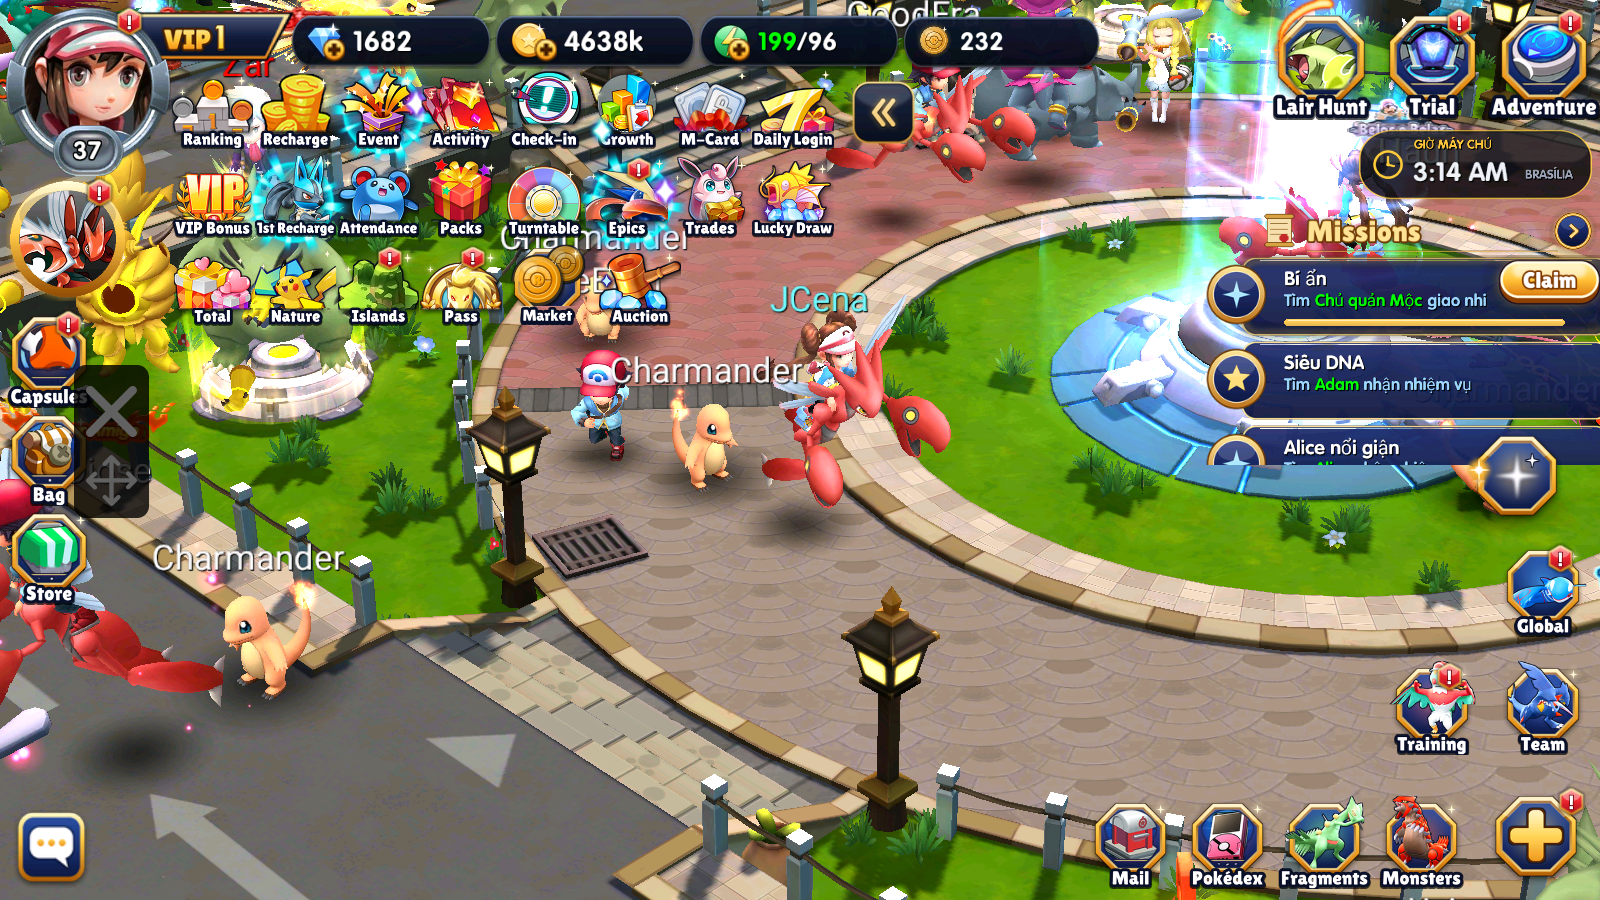 GoodFra
VIP 1
1682
4638k
199/96
232
Zar
37
Ranking
Recharge
Event
Activity
Check-in
Growth
M-Card
Daily Login
Lair Hunt
Trial
Adventure
GIỜ MÁY CHỦ
3:14 AM
BRASÍLIA
VIP
VIP Bonus
1st Recharge
Attendance
Packs
Turntable
Epics
Trades
Lucky Draw
Charmander
Total
Nature
Islands
Pass
Market
Auction
Missions
Bí ẩn
Tìm Chủ quán Mộc giao nhi
Claim
Siêu DNA
Tìm Adam nhận nhiệm vụ
Alice nổi giận
JCena
Charmander
Capsules
Bag
Store
Charmander
Global
Training
Team
Mail
Pokédex
Fragments
Monsters